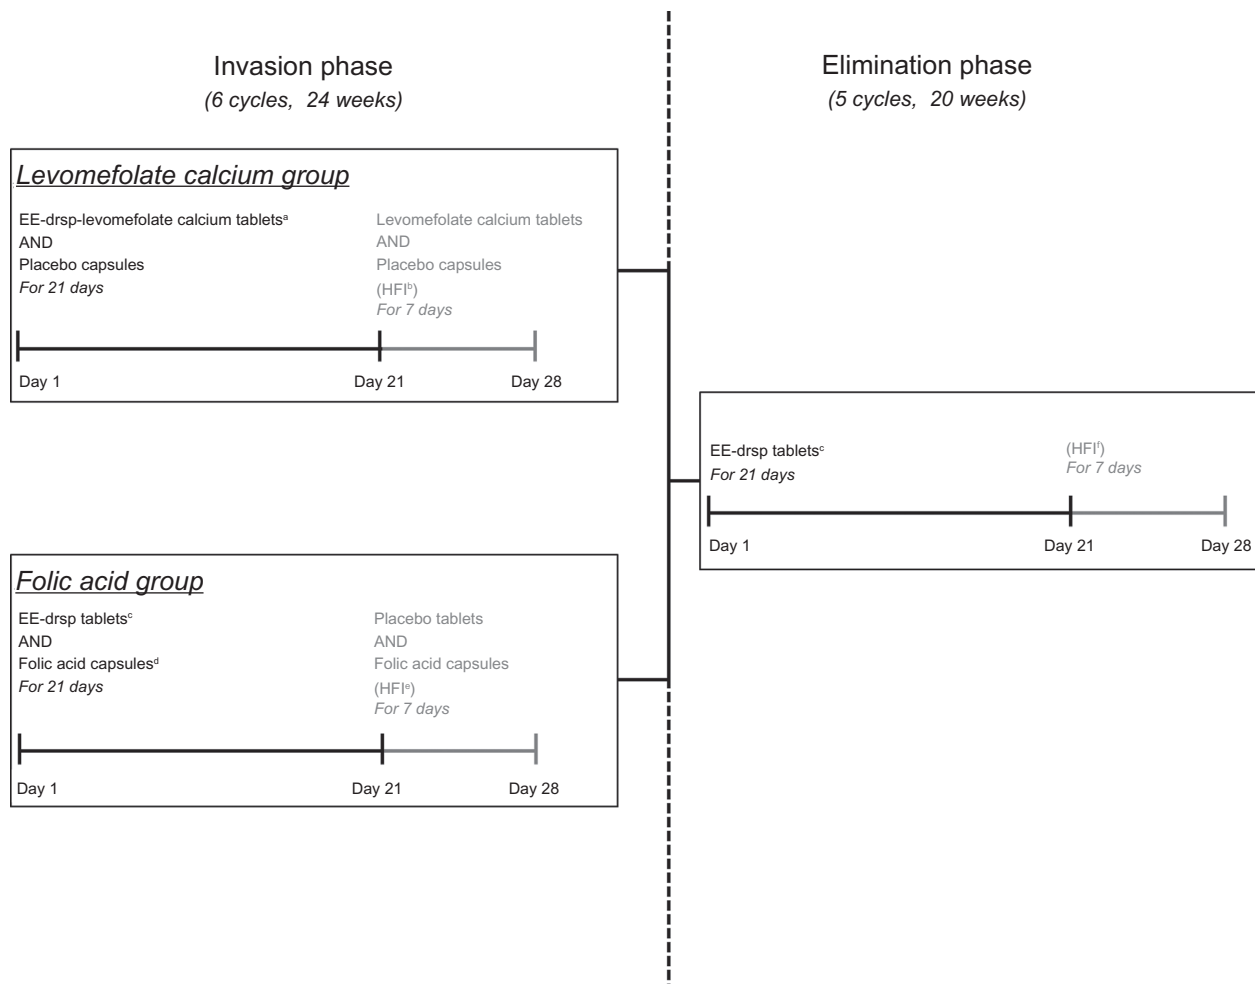 Invasion phase
(6 cycles, 24 weeks)
Elimination phase
(5 cycles, 20 weeks)
Levomefolate calcium group
EE-drsp-levomefolate calcium tabletsᵃ
AND
Placebo capsules
For 21 days
Levomefolate calcium tablets
AND
Placebo capsules
(HFIᵇ)
For 7 days
Day 1
Day 21
Day 28
EE-drsp tabletsᶜ
For 21 days
(HFIᶠ)
For 7 days
Day 1
Day 21
Day 28
Folic acid group
EE-drsp tabletsᶜ
AND
Folic acid capsulesᵈ
For 21 days
Placebo tablets
AND
Folic acid capsules
(HFIᵉ)
For 7 days
Day 1
Day 21
Day 28